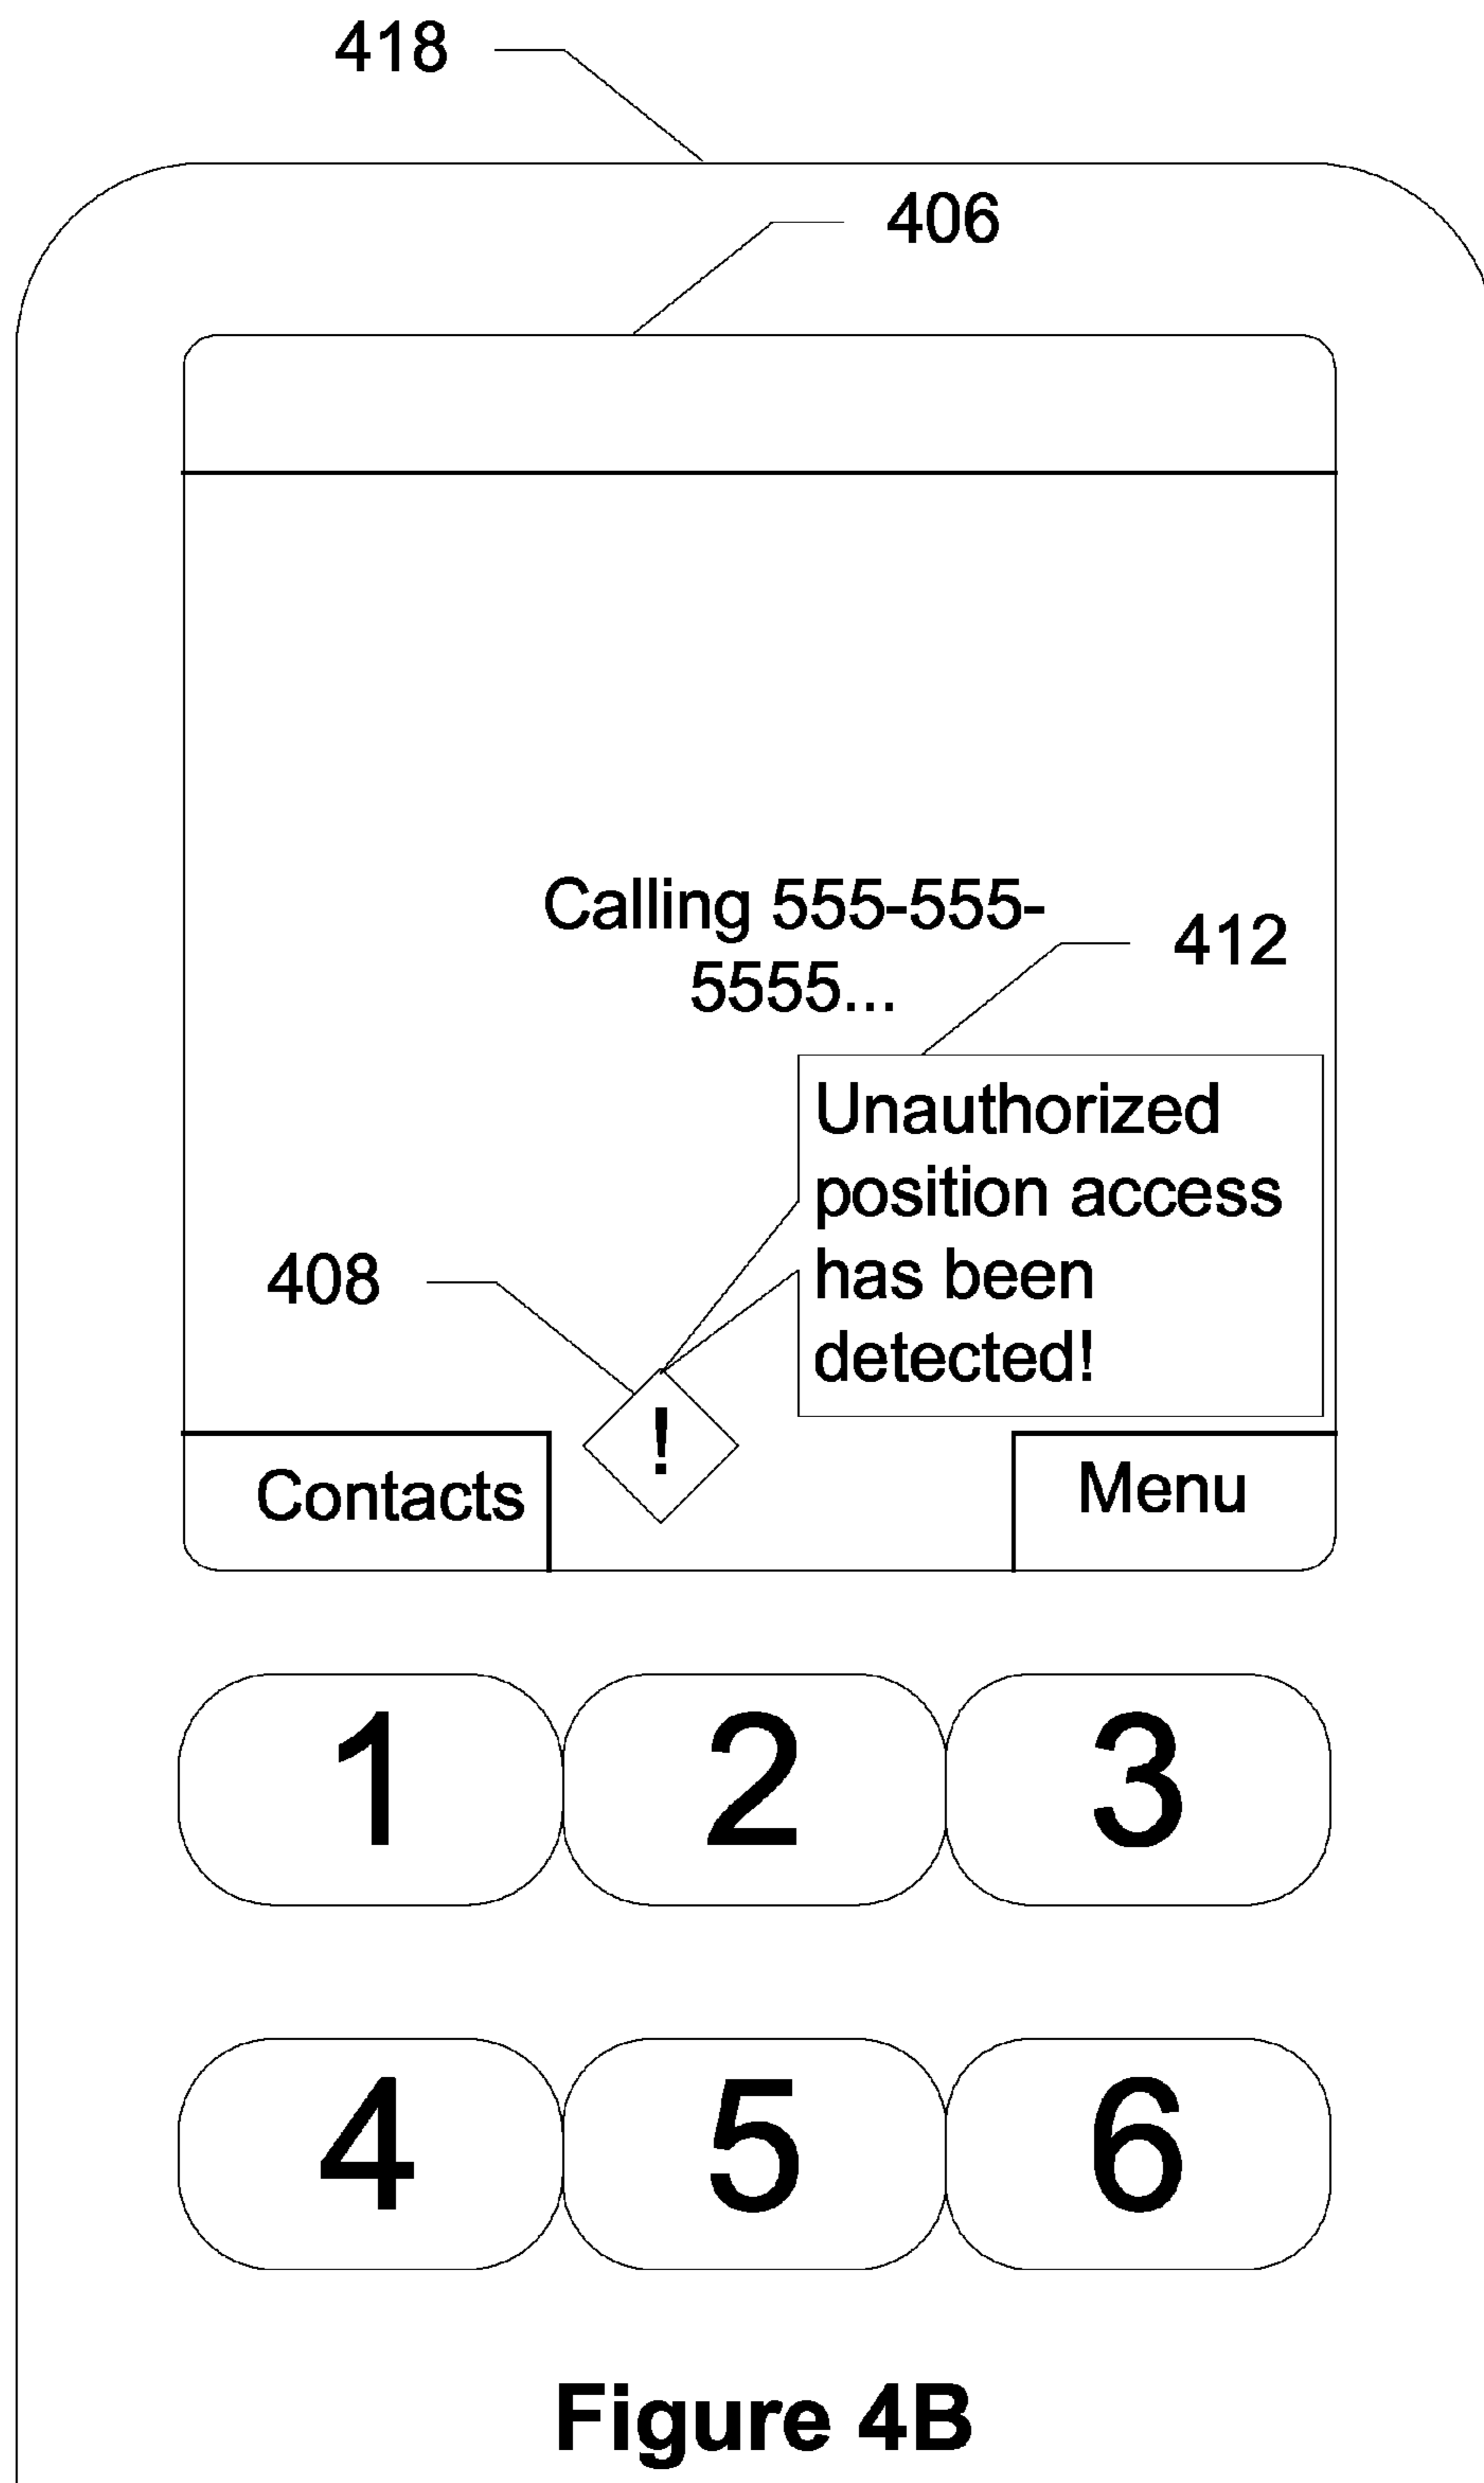 418
406
Calling 555-555-
5555...
412
Unauthorized
position access
has been
detected!
408
!
Contacts
Menu
1 2 3
4 5 6
Figure 4B